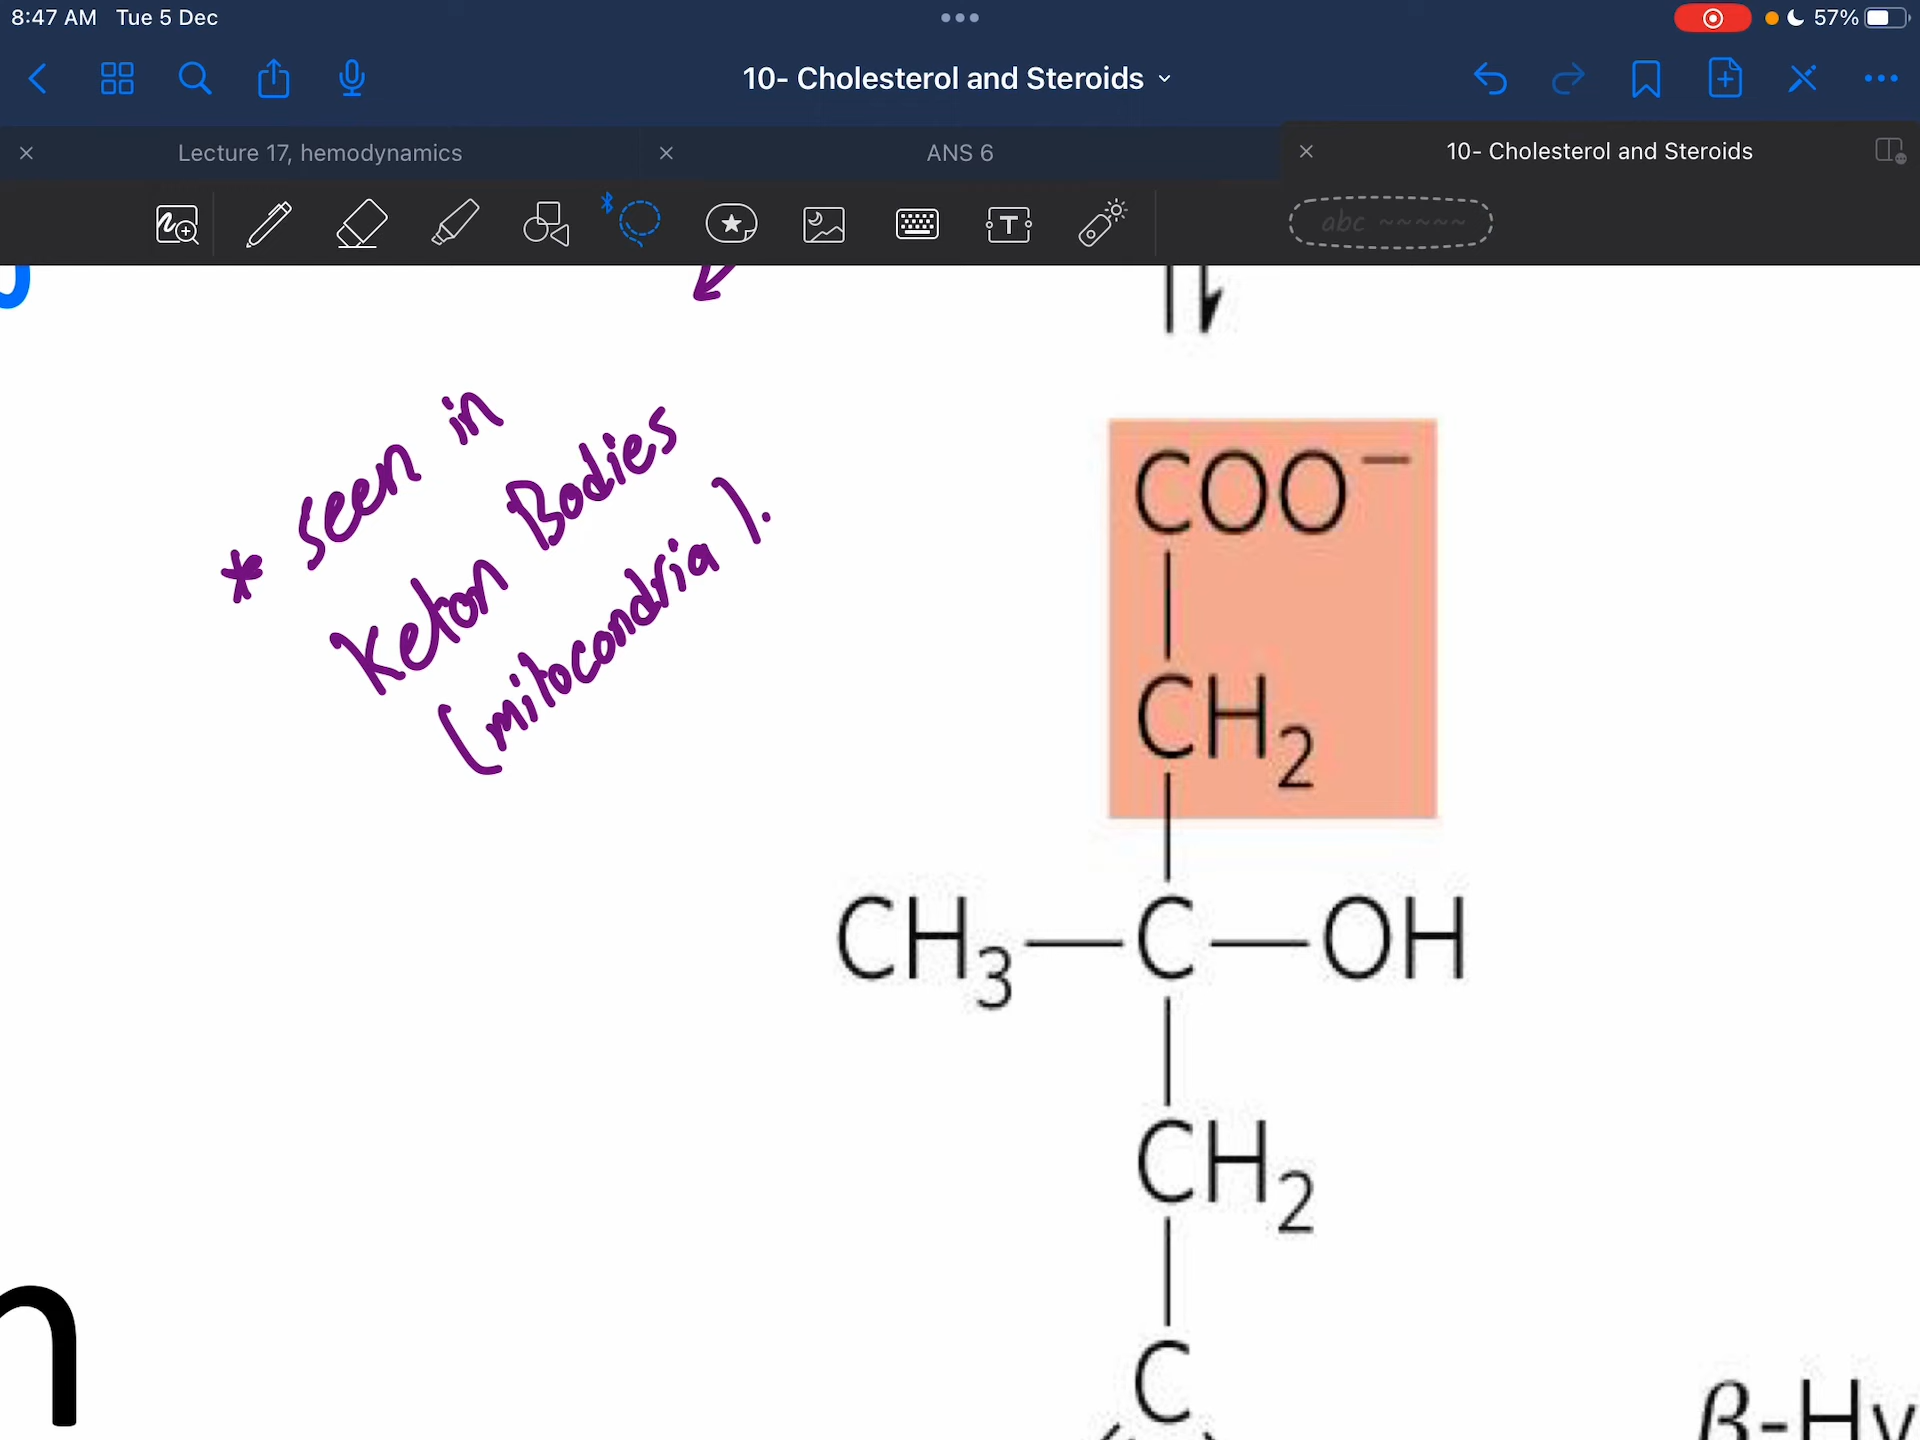 8:47 AM Tue 5 Dec
57%
10- Cholesterol and Steroids
Lecture 17, hemodynamics
ANS 6
10- Cholesterol and Steroids
T
abc
* seen in
Keton Bodies
(mitocondria).
COO⁻
CH₂
CH₃—C—OH
CH₂
C
n
β-Hy